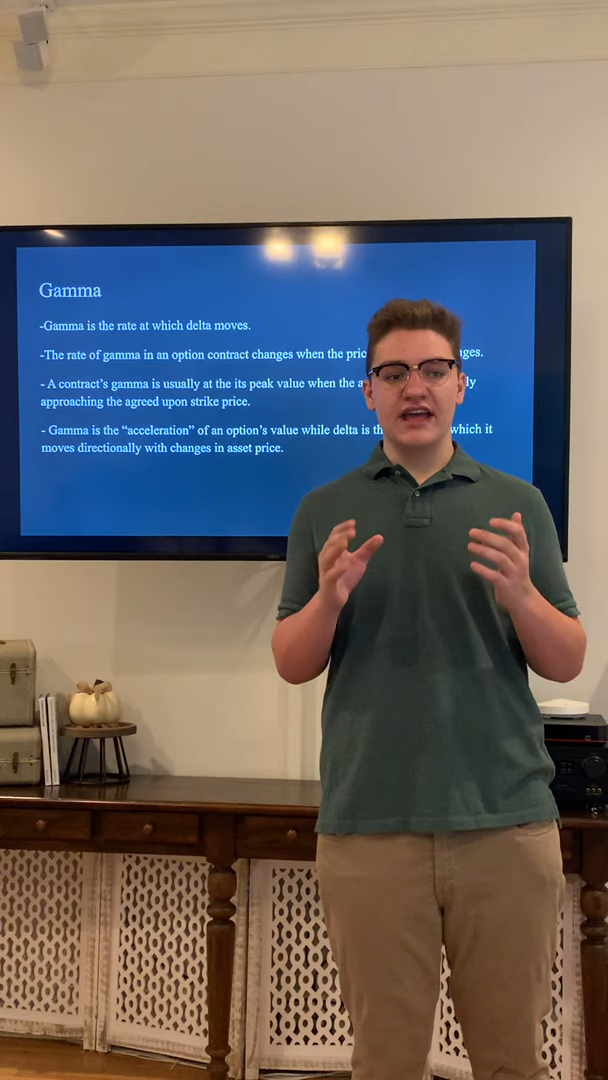 Gamma
-Gamma is the rate at which delta moves.
-The rate of gamma in an option contract changes when the
- A contract's gamma is usually at the its peak value when the
approaching the agreed upon strike price.
- Gamma is the “acceleration” of an option's value while delta is which it
moves directionally with changes in asset price.